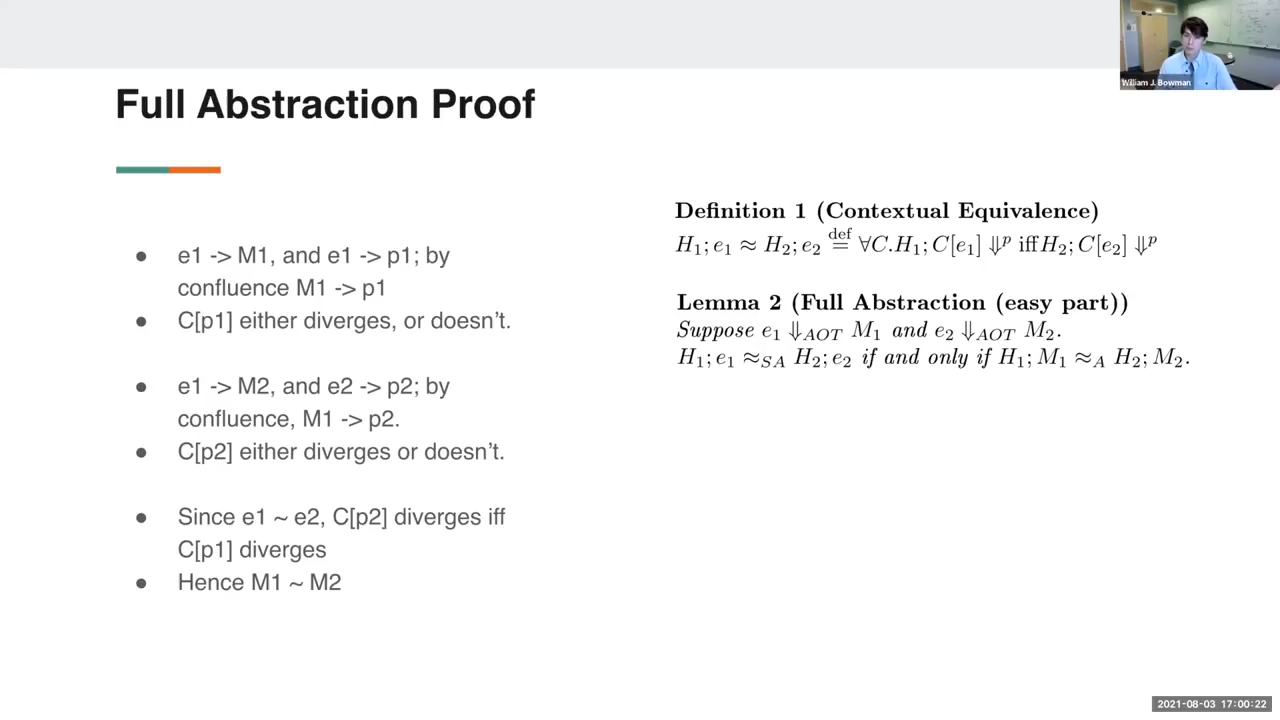 William J. Bowman
Full Abstraction Proof
● e1 -> M1, and e1 -> p1; by
confluence M1 -> p1
● C[p1] either diverges, or doesn’t.
● e1 -> M2, and e2 -> p2; by
confluence, M1 -> p2.
● C[p2] either diverges or doesn’t.
● Since e1 ~ e2, C[p2] diverges iff
C[p1] diverges
● Hence M1 ~ M2
Definition 1 (Contextual Equivalence)
H₁; e₁ ≈ H₂; e₂ ≝ ∀C.H₁; C[e₁] ⇓ᵖ iff H₂; C[e₂] ⇓ᵖ
Lemma 2 (Full Abstraction (easy part))
Suppose e₁ ⇓_AOT M₁ and e₂ ⇓_AOT M₂.
H₁; e₁ ≈_SA H₂; e₂ if and only if H₁; M₁ ≈_A H₂; M₂.
2021-08-03 17:00:22